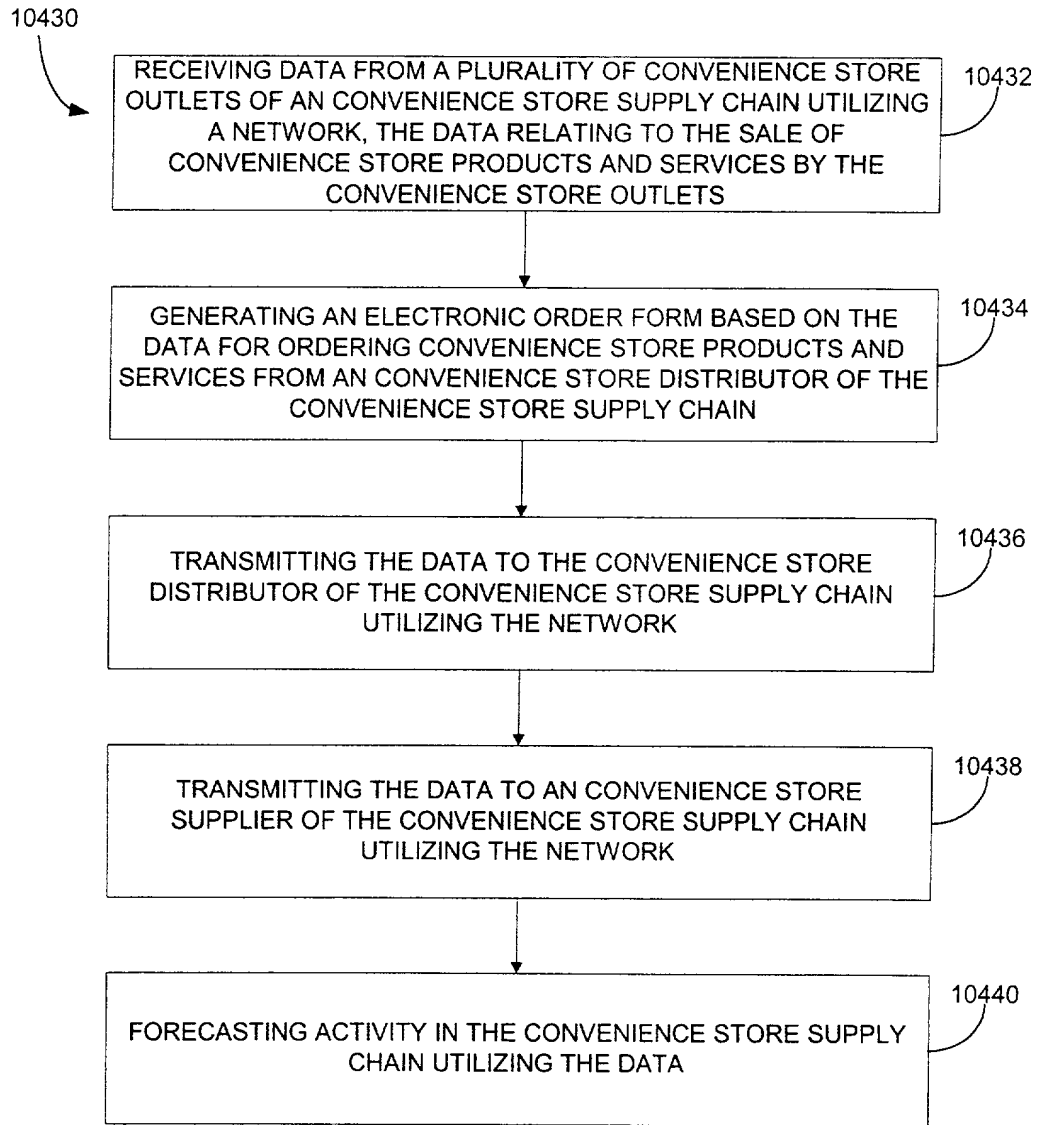 10430
RECEIVING DATA FROM A PLURALITY OF CONVENIENCE STORE
OUTLETS OF AN CONVENIENCE STORE SUPPLY CHAIN UTILIZING
A NETWORK, THE DATA RELATING TO THE SALE OF
CONVENIENCE STORE PRODUCTS AND SERVICES BY THE
CONVENIENCE STORE OUTLETS
10432
GENERATING AN ELECTRONIC ORDER FORM BASED ON THE
DATA FOR ORDERING CONVENIENCE STORE PRODUCTS AND
SERVICES FROM AN CONVENIENCE STORE DISTRIBUTOR OF THE
CONVENIENCE STORE SUPPLY CHAIN
10434
TRANSMITTING THE DATA TO THE CONVENIENCE STORE
DISTRIBUTOR OF THE CONVENIENCE STORE SUPPLY CHAIN
UTILIZING THE NETWORK
10436
TRANSMITTING THE DATA TO AN CONVENIENCE STORE
SUPPLIER OF THE CONVENIENCE STORE SUPPLY CHAIN
UTILIZING THE NETWORK
10438
FORECASTING ACTIVITY IN THE CONVENIENCE STORE SUPPLY
CHAIN UTILIZING THE DATA
10440